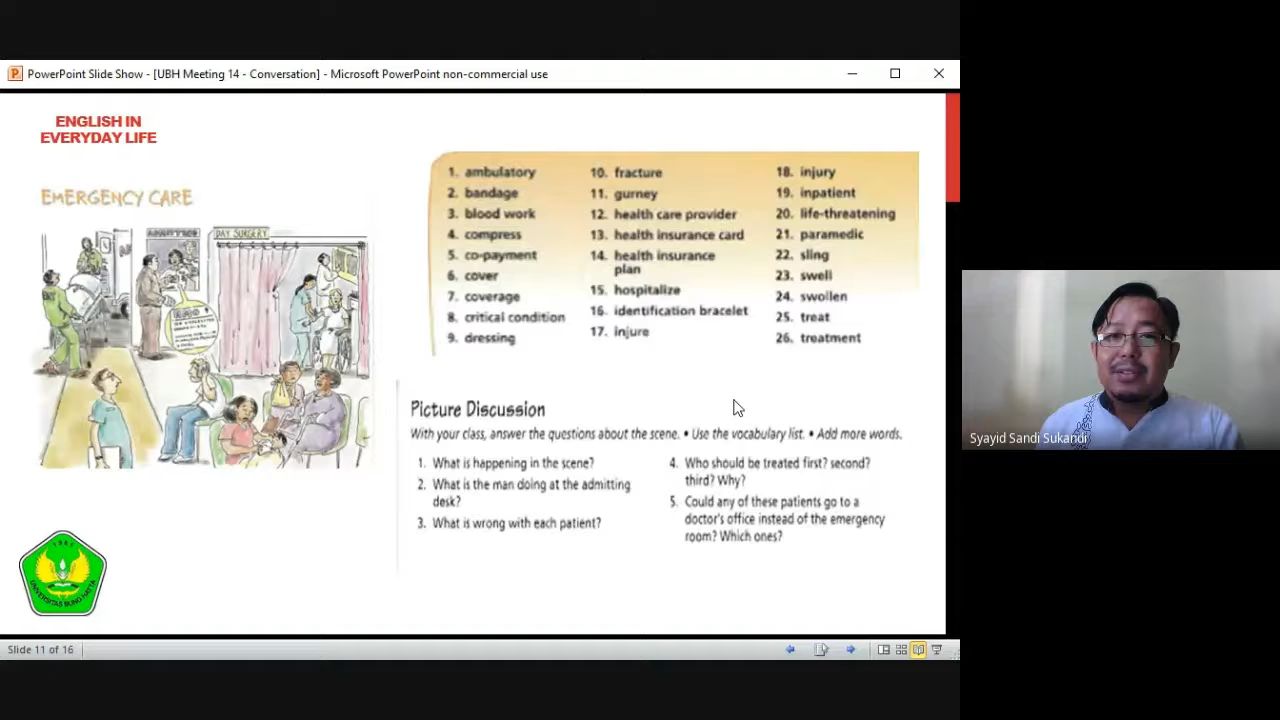 PowerPoint Slide Show - [UBH Meeting 14 - Conversation] - Microsoft PowerPoint non-commercial use
ENGLISH IN
EVERYDAY LIFE
EMERGENCY CARE
ADMITTING
DAY SURGERY
1. ambulatory
2. bandage
3. blood work
4. compress
5. co-payment
6. cover
7. coverage
8. critical condition
9. dressing
10. fracture
11. gurney
12. health care provider
13. health insurance card
14. health insurance
plan
15. hospitalize
16. identification bracelet
17. injure
18. injury
19. inpatient
20. life-threatening
21. paramedic
22. sling
23. swell
24. swollen
25. treat
26. treatment
Picture Discussion
With your class, answer the questions about the scene. • Use the vocabulary list. • Add more words.
1. What is happening in the scene?
2. What is the man doing at the admitting
desk?
3. What is wrong with each patient?
4. Who should be treated first? second?
third? Why?
5. Could any of these patients go to a
doctor's office instead of the emergency
room? Which ones?
1981
UNIVERSITAS BUNG HATTA
Slide 11 of 16
Syayid Sandi Sukandi